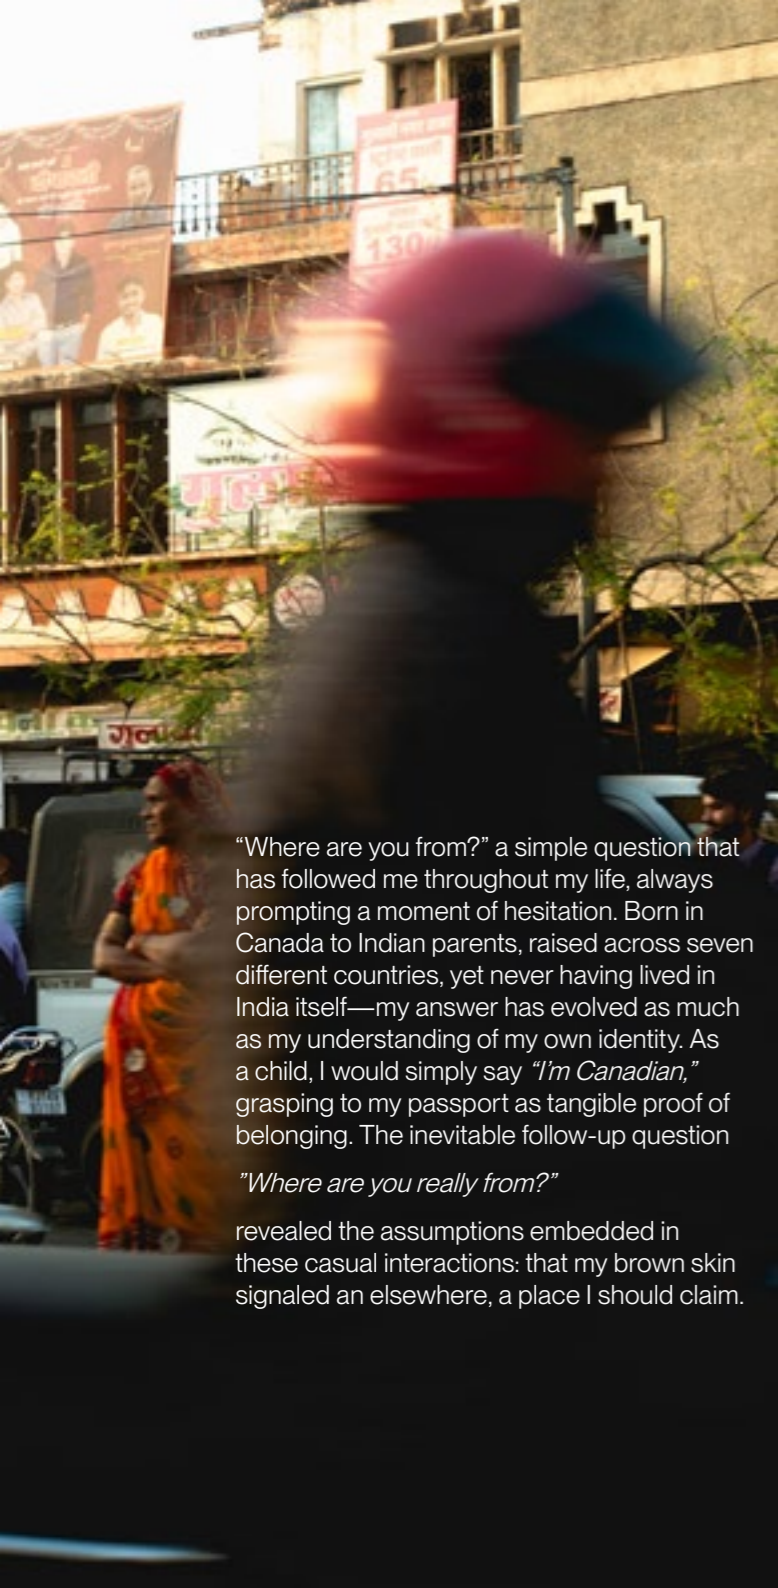 65
130
गुला
गुलाब
“Where are you from?” a simple question that
has followed me throughout my life, always
prompting a moment of hesitation. Born in
Canada to Indian parents, raised across seven
different countries, yet never having lived in
India itself—my answer has evolved as much
as my understanding of my own identity. As
a child, I would simply say “I’m Canadian,”
grasping to my passport as tangible proof of
belonging. The inevitable follow-up question
”Where are you really from?”
revealed the assumptions embedded in
these casual interactions: that my brown skin
signaled an elsewhere, a place I should claim.